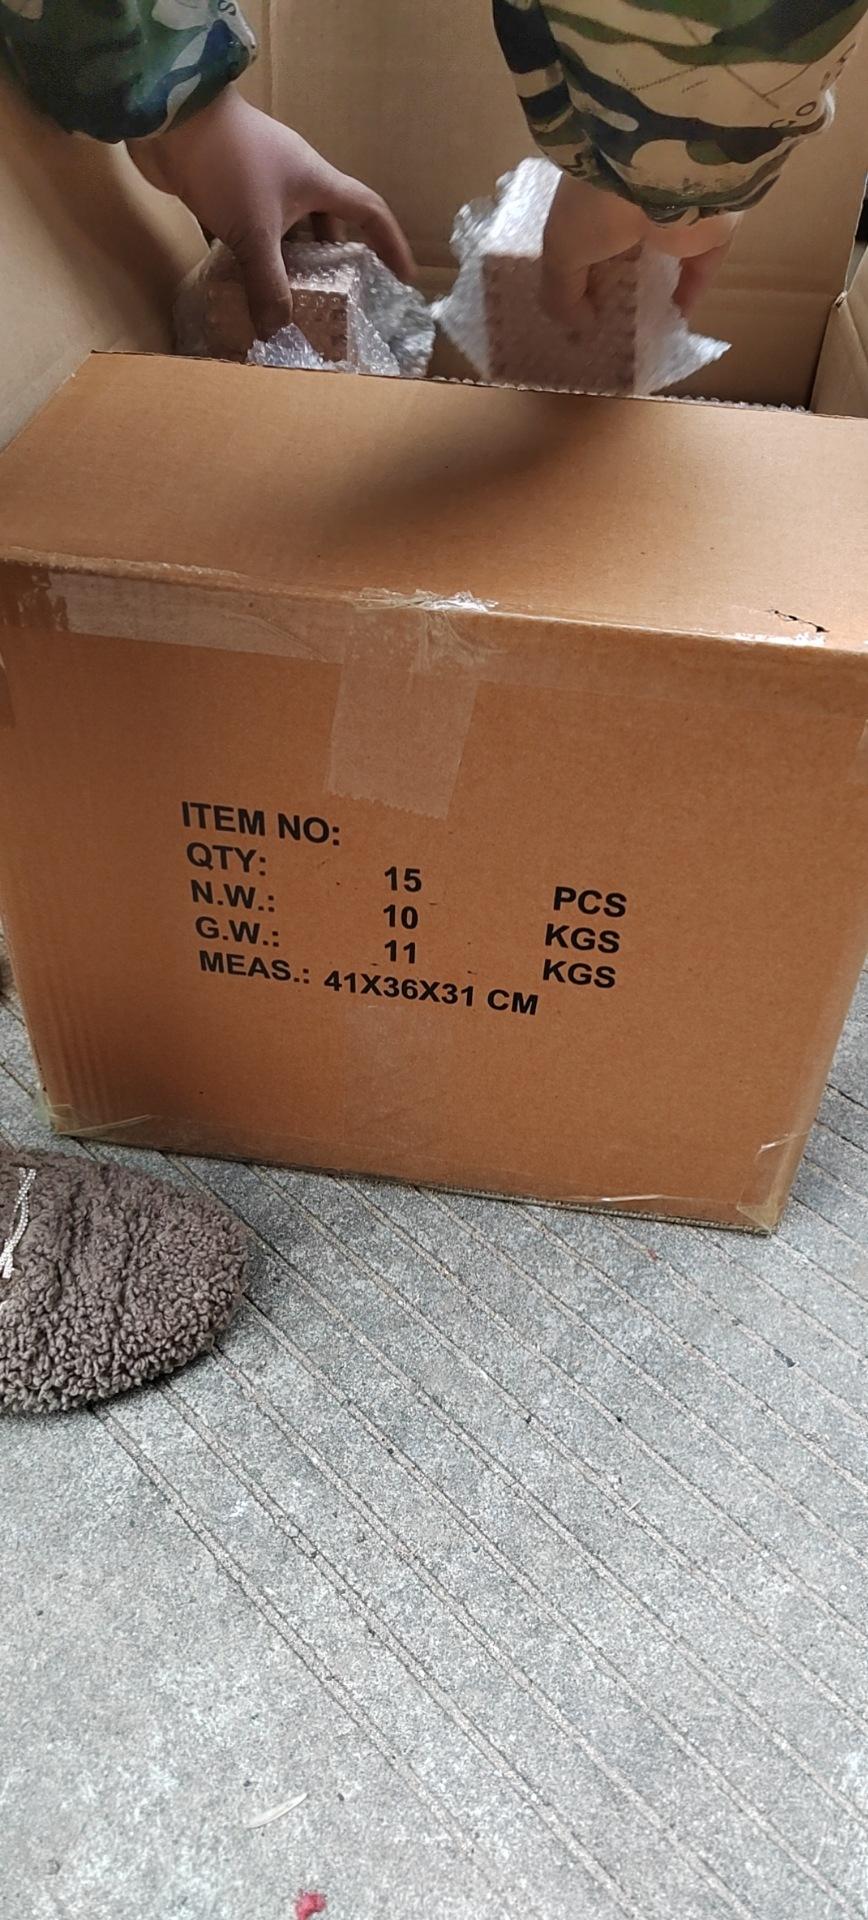 ITEM NO:
QTY: 15 PCS
N.W.: 10 KGS
G.W.: 11 KGS
MEAS.: 41X36X31 CM